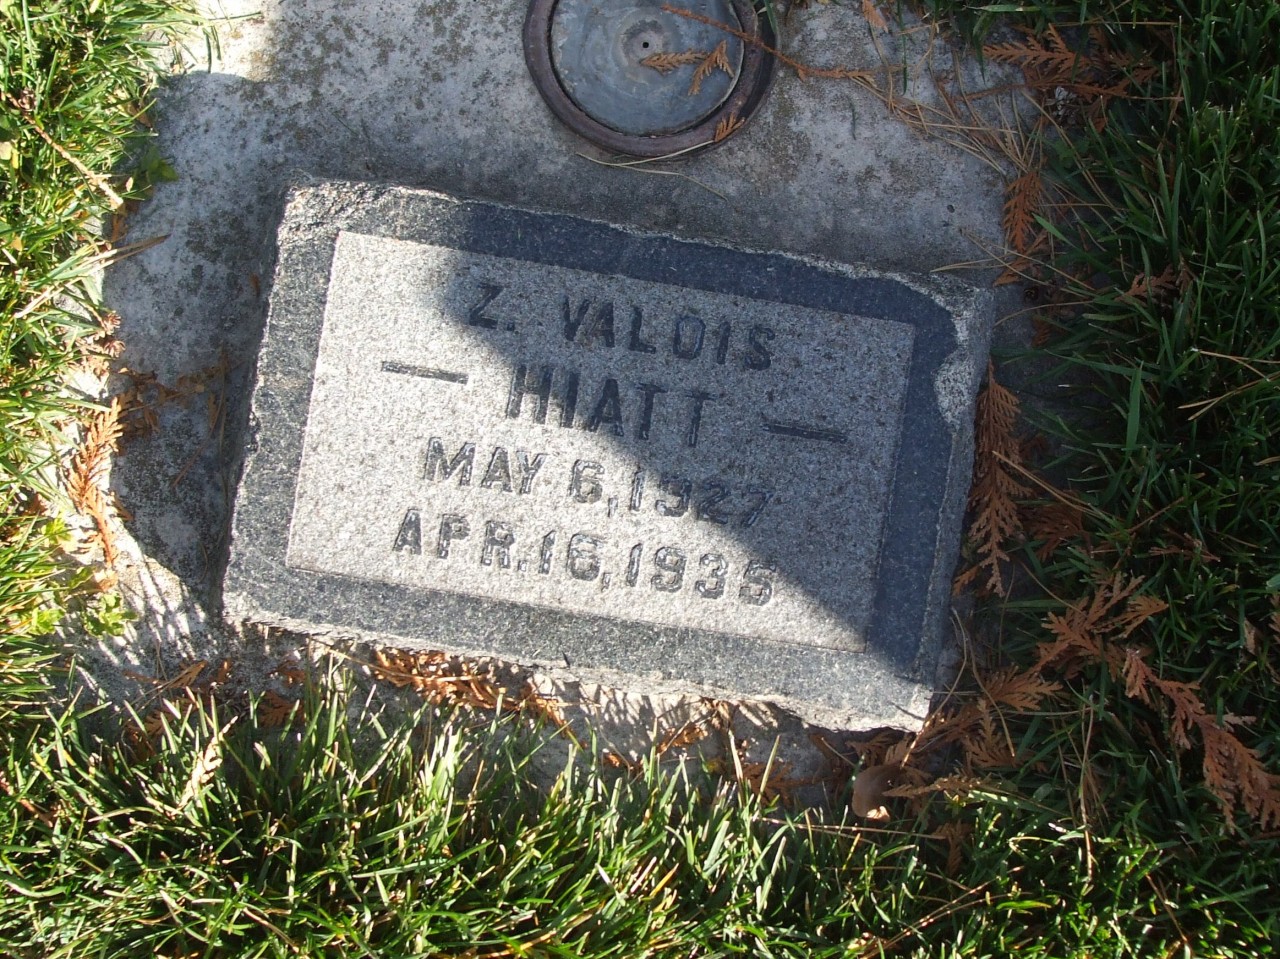 Z. VALOIS
HIATT
MAY 6, 1927
APR. 16, 1935